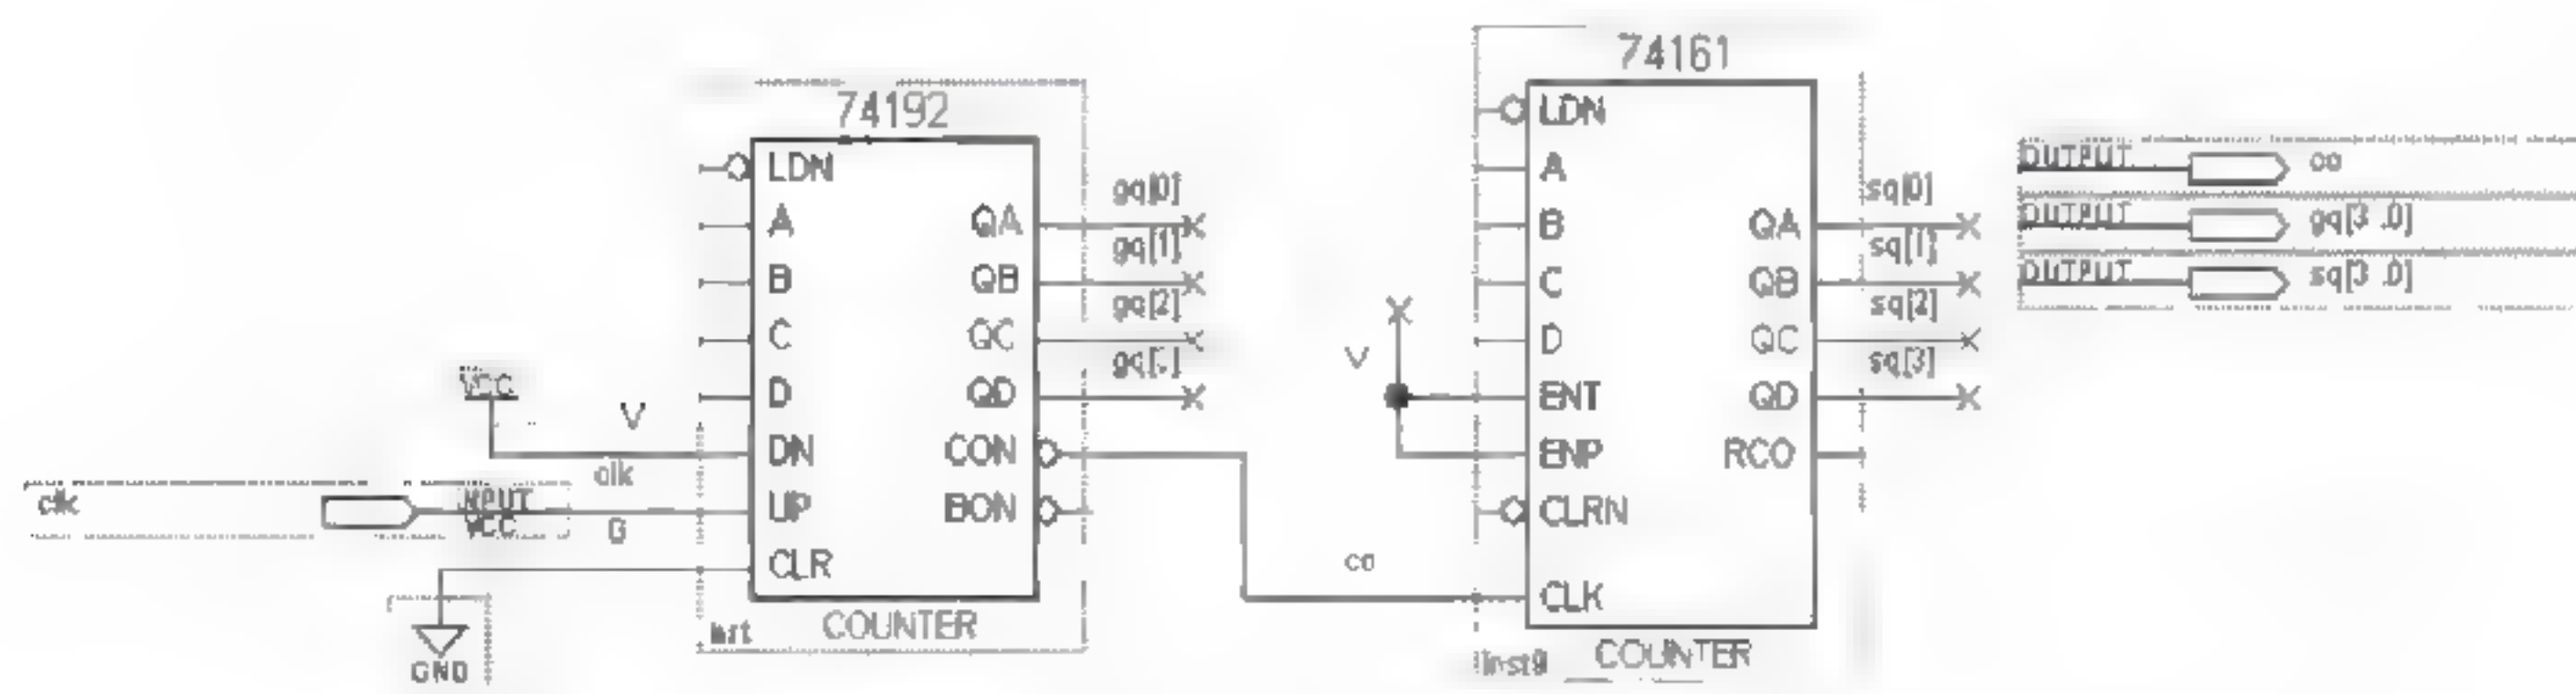 74192
LDN
A
B
C
D
DN
UP
CLR
QA
QB
QC
QD
CON
BON
COUNTER
gq[0]
gq[1]
gq[2]
VCC
V
clk
clk
VCC
G
GND
74161
LDN
A
B
C
D
ENT
ENP
CLRN
CLK
QA
QB
QC
QD
RCO
COUNTER
V
co
sq[0]
sq[1]
sq[2]
sq[3]
OUTPUT
co
OUTPUT
gq[3 .0]
OUTPUT
sq[3 .0]